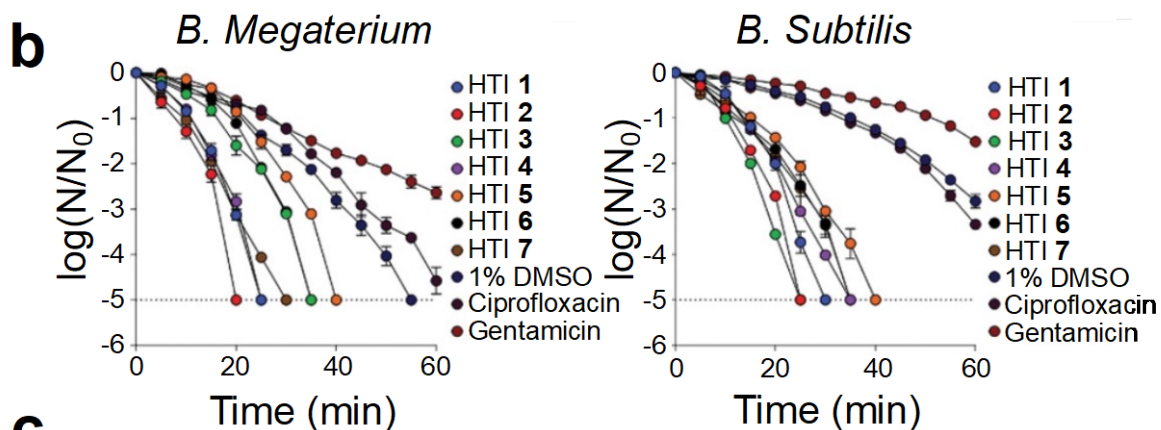 b
B. Megaterium
log(N/N0)
0
-1
-2
-3
-4
-5
-6
0
20
40
60
Time (min)
HTI 1
HTI 2
HTI 3
HTI 4
HTI 5
HTI 6
HTI 7
1% DMSO
Ciprofloxacin
Gentamicin
B. Subtilis
log(N/N0)
0
-1
-2
-3
-4
-5
-6
0
20
40
60
Time (min)
HTI 1
HTI 2
HTI 3
HTI 4
HTI 5
HTI 6
HTI 7
1% DMSO
Ciprofloxacin
Gentamicin